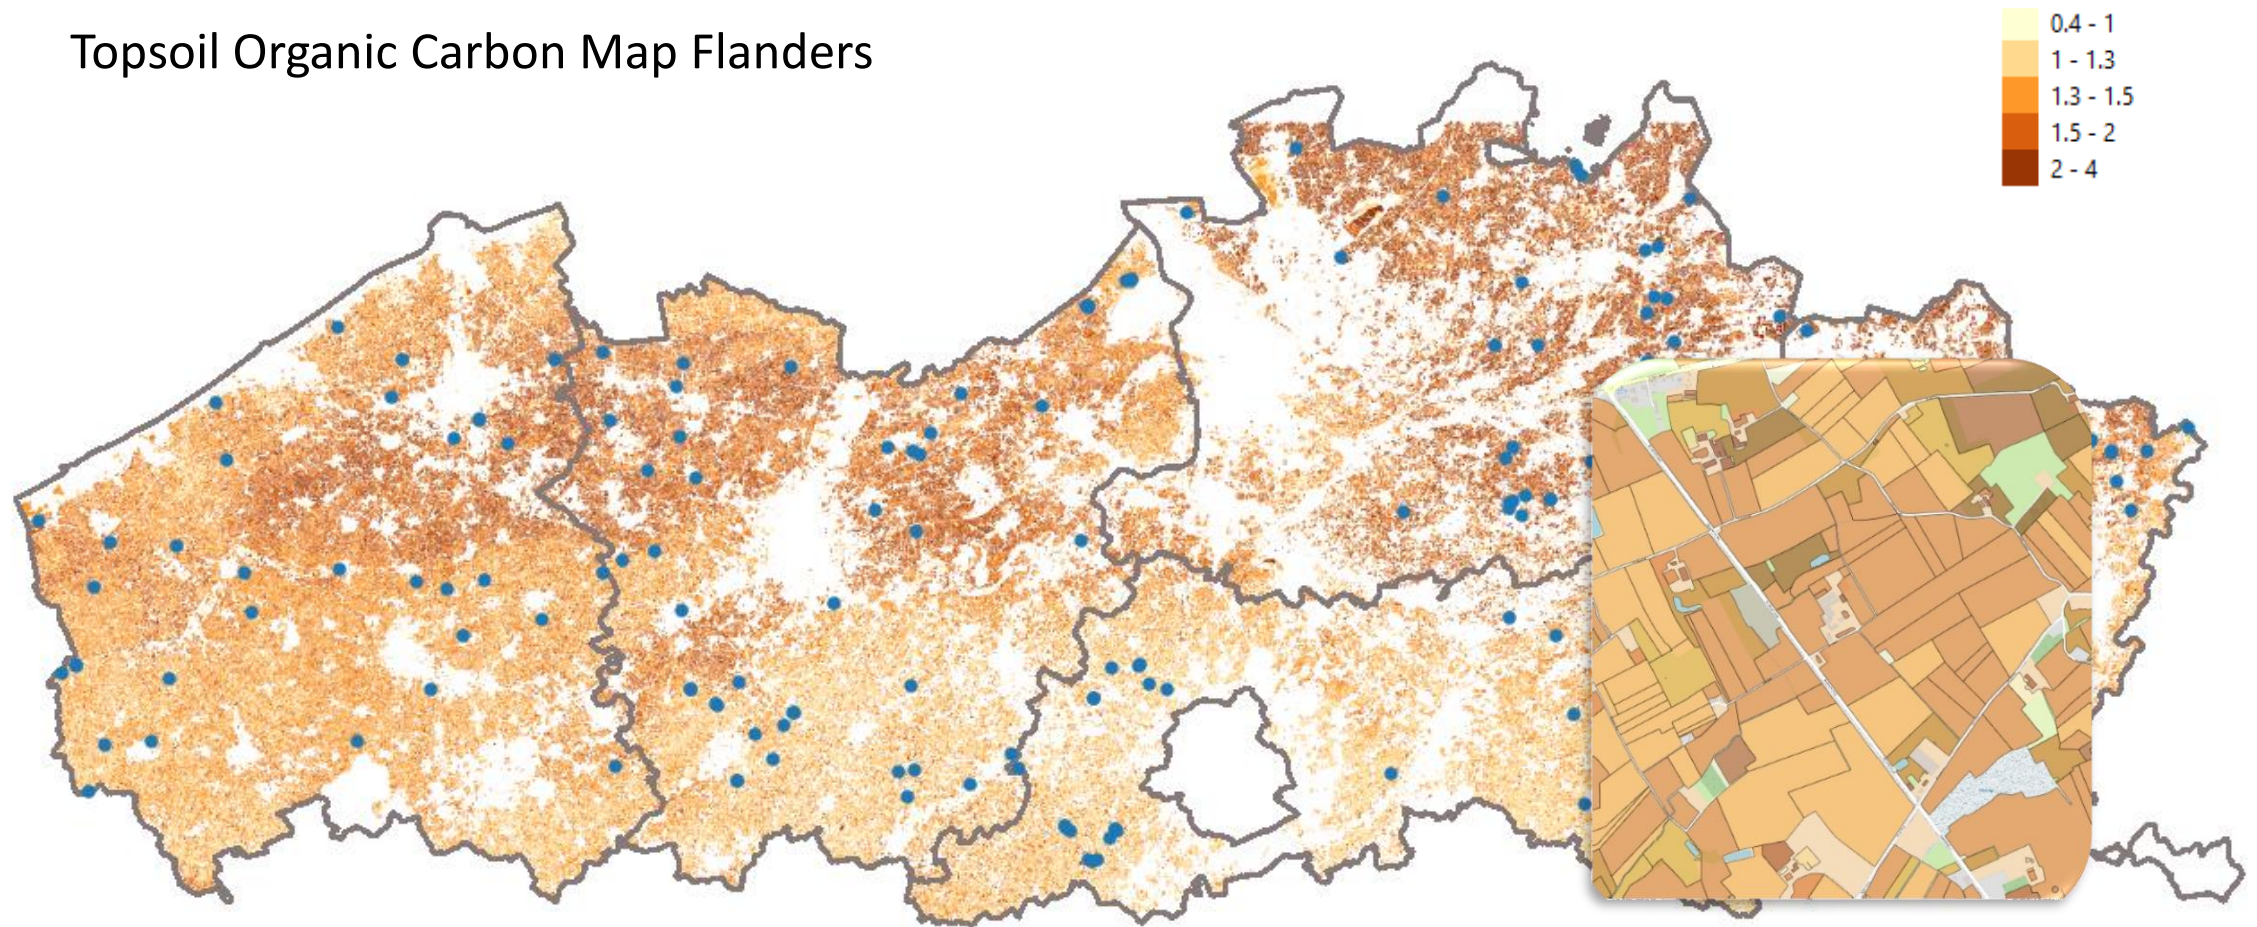 Topsoil Organic Carbon Map Flanders
0.4 - 1
1 - 1.3
1.3 - 1.5
1.5 - 2
2 - 4